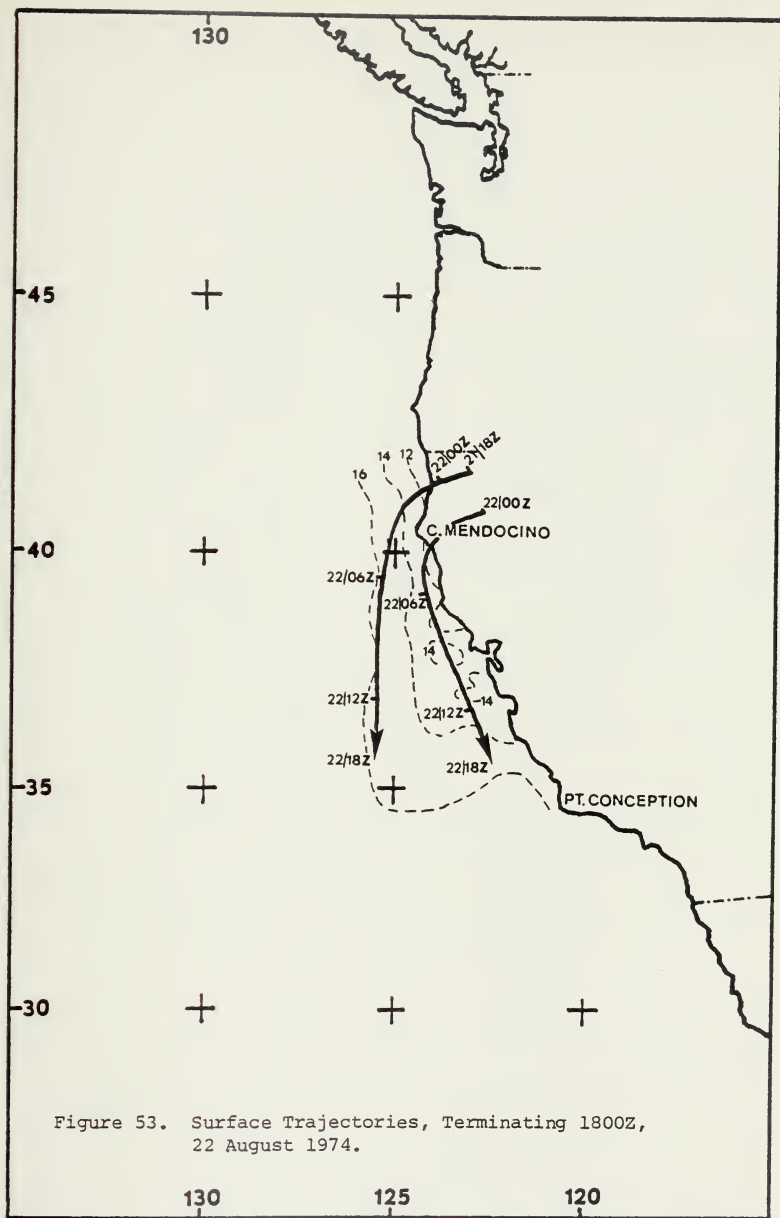 130
45
16
14
12
22/00Z
21/18Z
22/00Z
C. MENDOCINO
40
22/06Z
22/06Z
14
14
22/12Z
22/12Z
22/18Z
22/18Z
35
PT. CONCEPTION
30
Figure 53. Surface Trajectories, Terminating 1800Z,
22 August 1974.
130
125
120